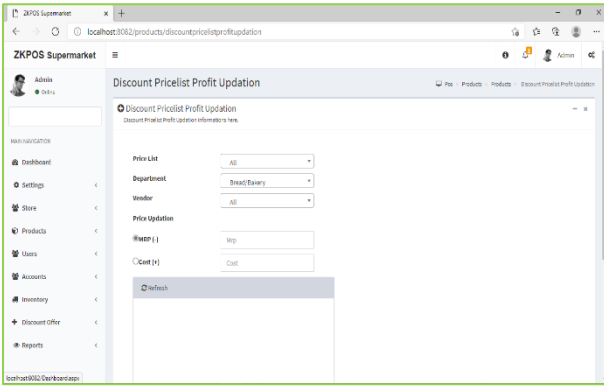 ZKPOS Supermarket
localhost:8082/products/discountpricelistprofitupdation
ZKPOS Supermarket
Admin
Admin
Online
Discount Pricelist Profit Updation
Pos > Products > Products > Discount Pricelist Profit Updation
Discount Pricelist Profit Updation
Discount Pricelist Profit Updation informations here.
MAIN NAVIGATION
Dashboard
Settings
Store
Products
Users
Accounts
Inventory
Discount Offer
Reports
Price List
All
Department
Bread/Bakery
Vendor
All
Price Updation
MRP (-)
Mrp
Cost (+)
Cost
Refresh
localhost:8082/Dashboard.aspx